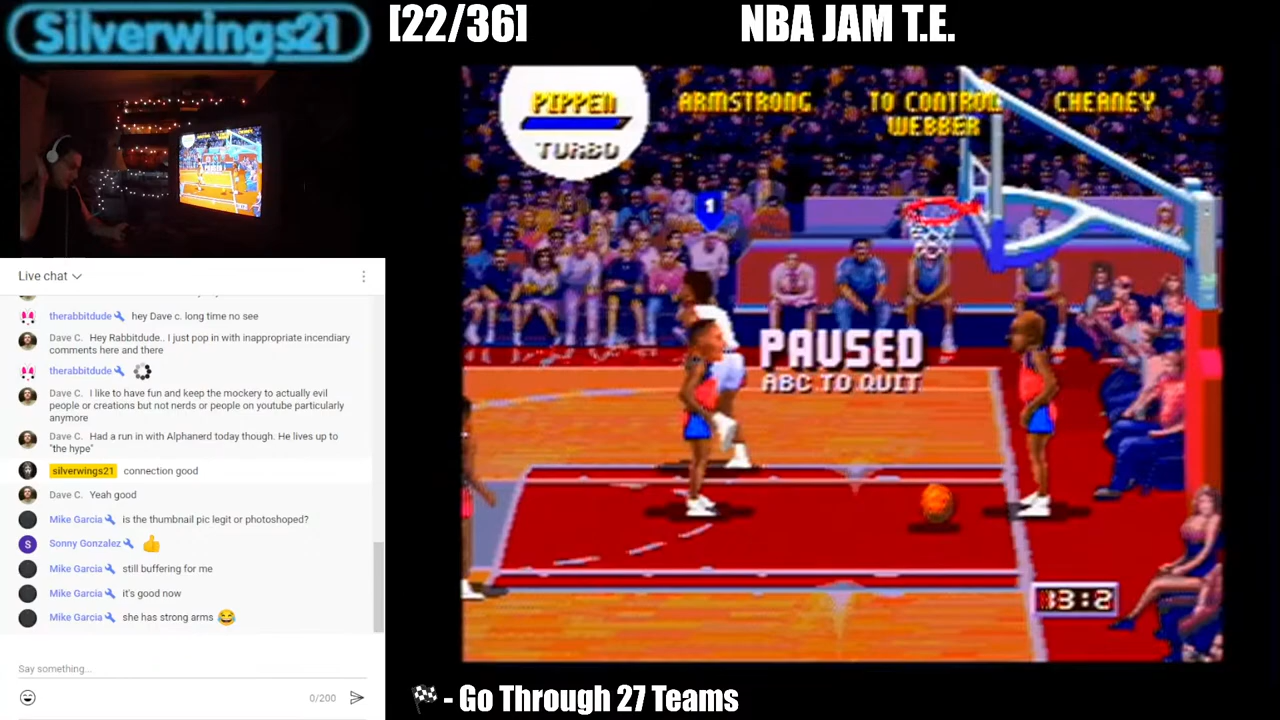 Silverwings21
[22/36]
NBA JAM T.E.
PIPPEN
TURBO
ARMSTRONG
TO CONTROL
WEBBER
CHEANEY
1
PAUSED
ABC TO QUIT
Live chat
therabbitdude hey Dave c. long time no see
Dave C. Hey Rabbitdude.. I just pop in with inappropriate incendiary
comments here and there
therabbitdude
Dave C. I like to have fun and keep the mockery to actually evil
people or creations but not nerds or people on youtube particularly
anymore
Dave C. Had a run in with Alphanerd today though. He lives up to
"the hype"
silverwings21 connection good
Dave C. Yeah good
Mike Garcia is the thumbnail pic legit or photoshoped?
S Sonny Gonzalez 👍
Mike Garcia still buffering for me
Mike Garcia it's good now
Mike Garcia she has strong arms 😂
Say something...
0/200
🏁 - Go Through 27 Teams